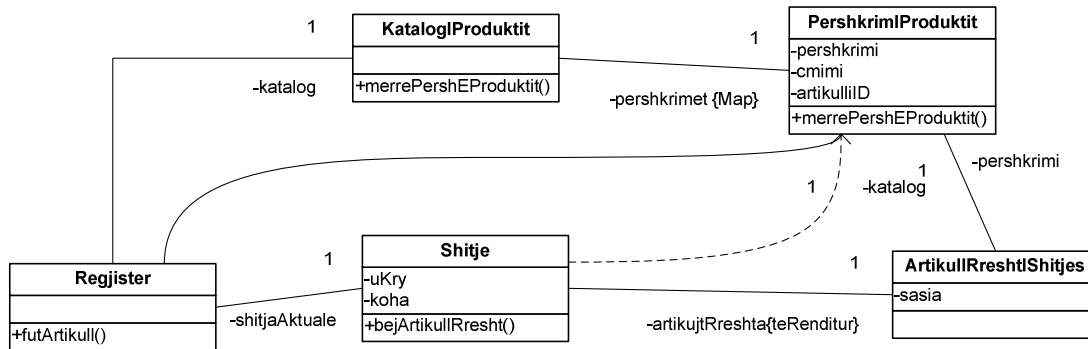 KatalogIProduktit
+merrePershEProduktit()
1
-katalog
PershkrimIProduktit
-pershkrimi
-cmimi
-artikulliID
+merrePershEProduktit()
1
-pershkrimet {Map}
1
-pershkrimi
1
-katalog
Regjister
+futArtikull()
1
-shitjaAktuale
Shitje
-uKry
-koha
+bejArtikullRresht()
1
-artikujtRreshta{teRenditur}
ArtikullRreshtIShitjes
-sasia